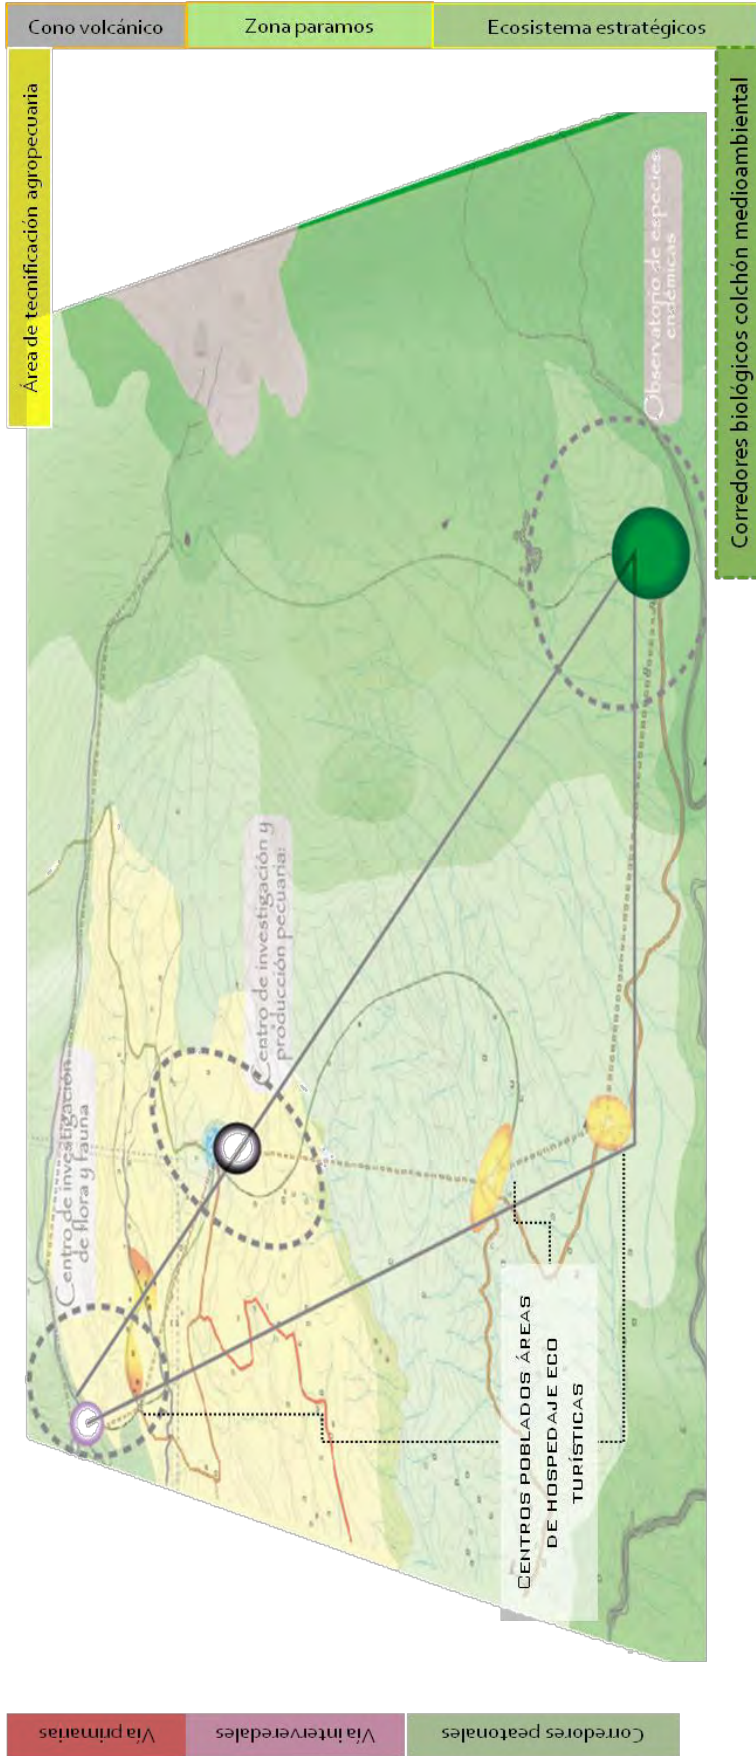 Cono volcánico
Zona paramos
Ecosistema estratégicos
Área de tecnificación agropecuaria
Corredores biológicos colchón medioambiental
Observatorio de especies
endémicas
Centro de investigación y
producción pecuaria:
Centro de investigación
de flora y fauna
CENTROS POBLADOS ÁREAS
DE HOSPEDAJE ECO
TURÍSTICAS
Vía primarias
Vía interveredales
Corredores peatonales